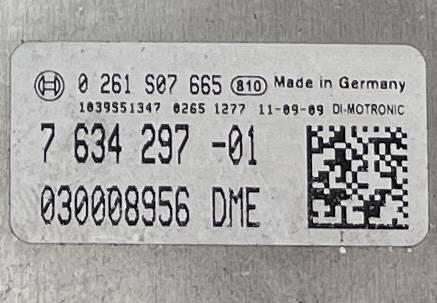 0 261 S07 665 810 Made in Germany
1039S51347 0265 1277 11-09-09 DI-MOTRONIC
7 634 297 -01
030008956 DME